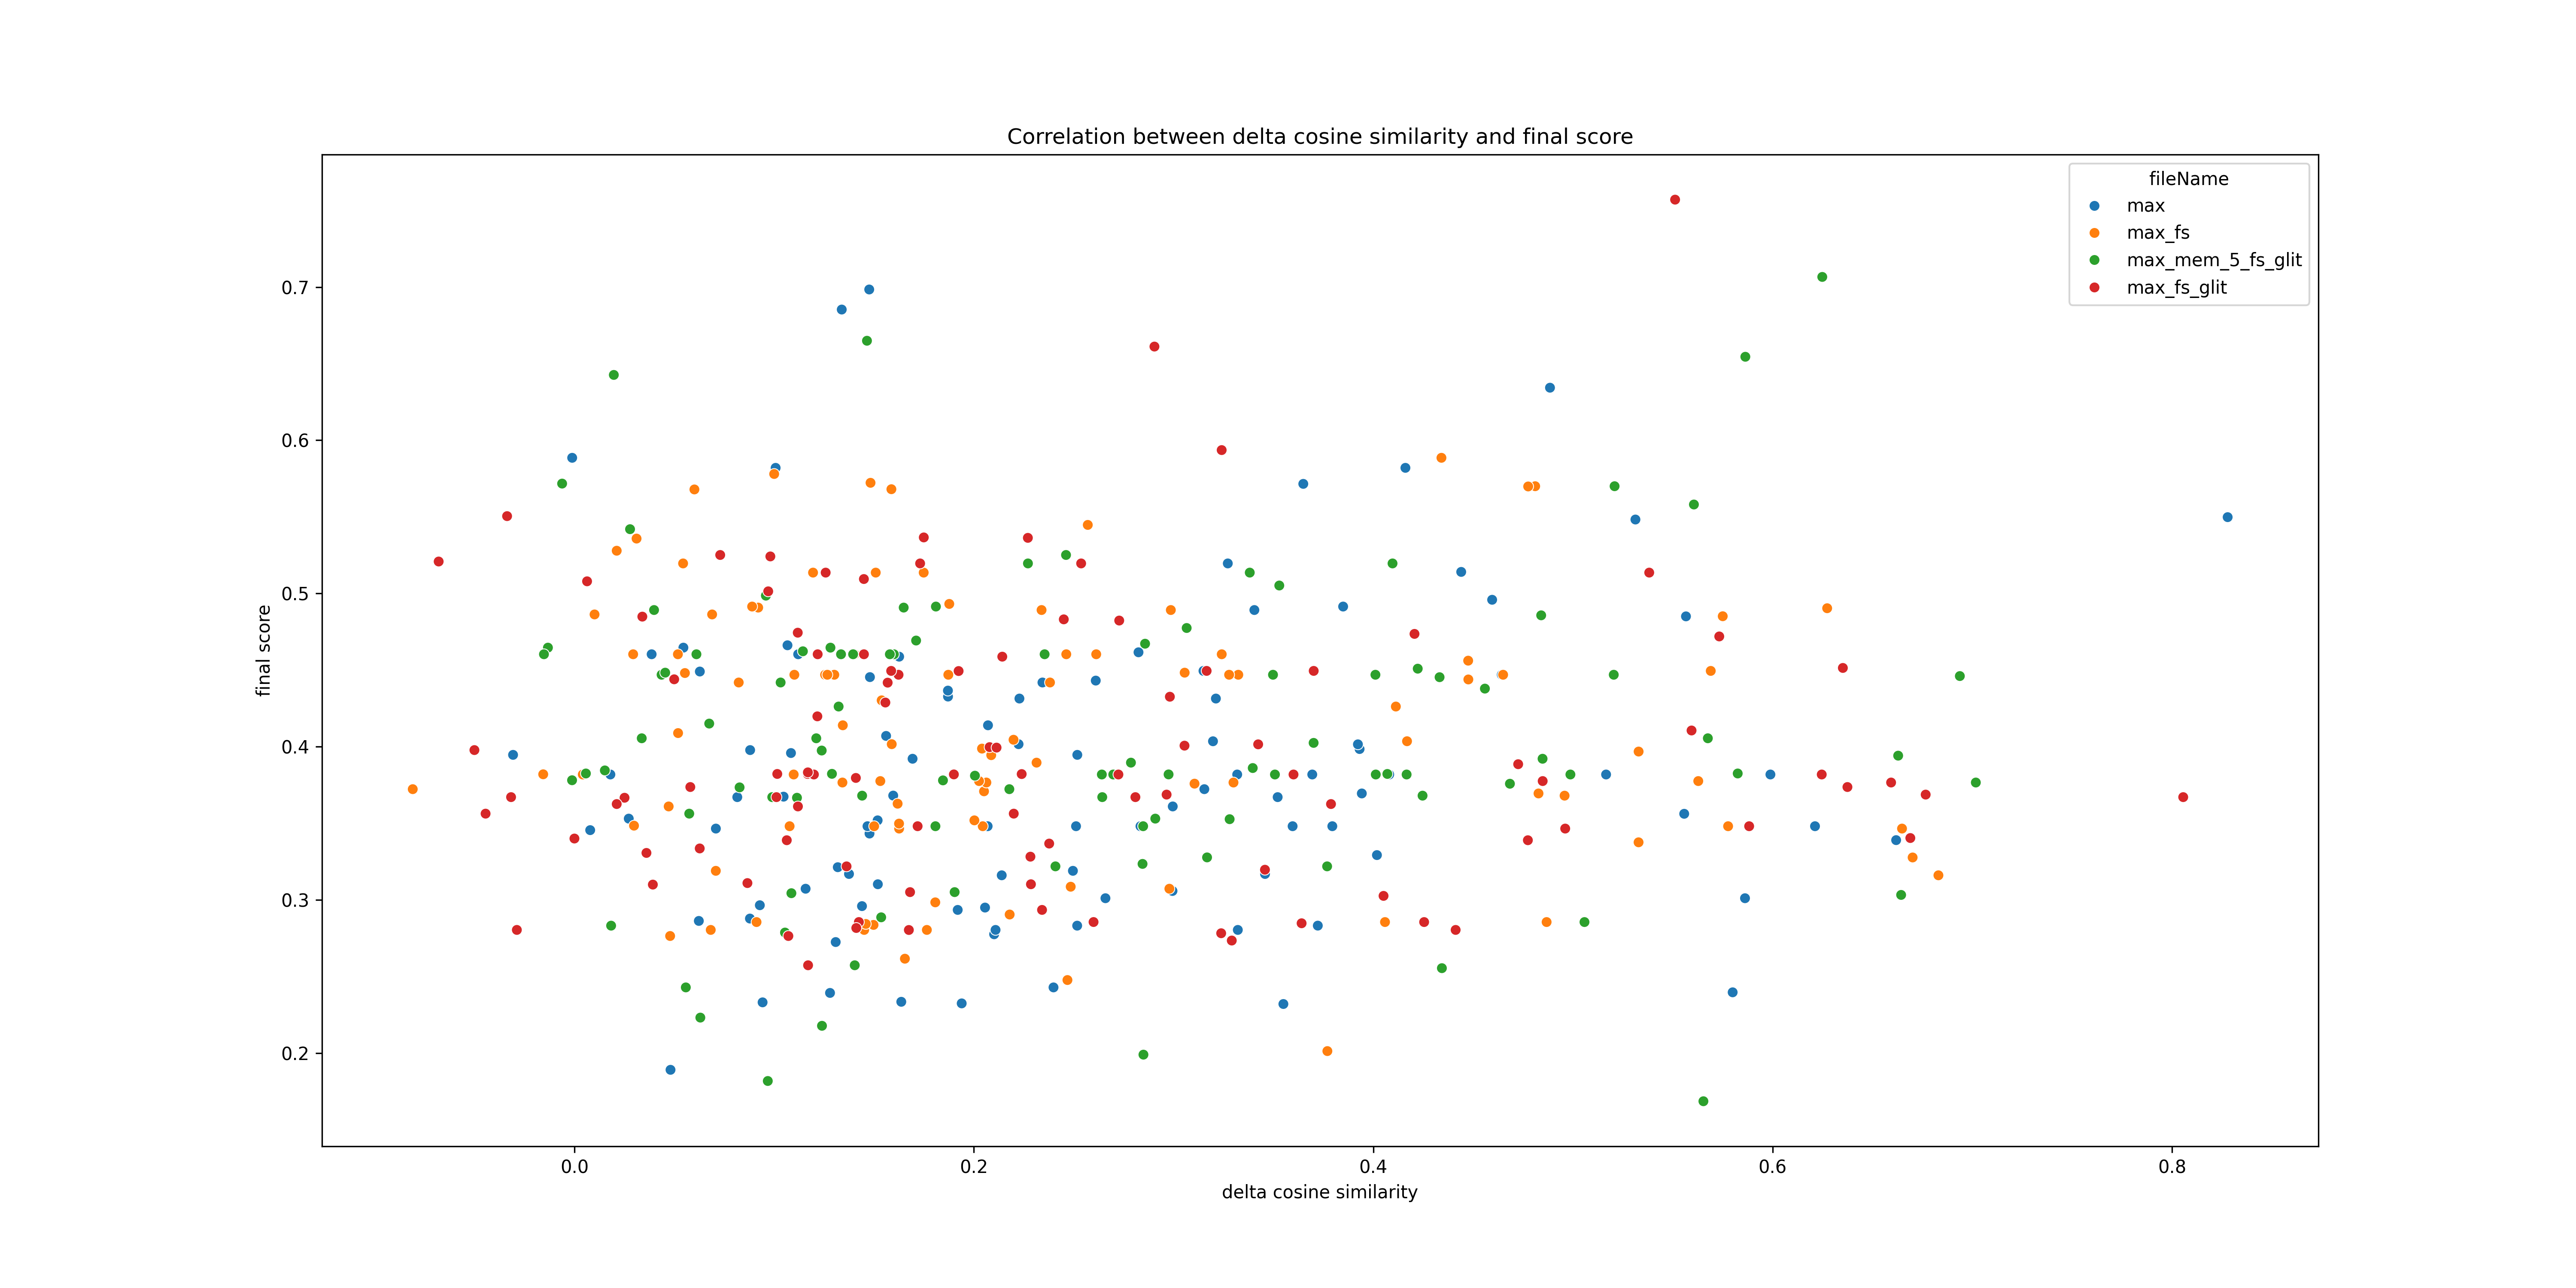 Correlation between delta cosine similarity and final score
fileName
max
max_fs
max_mem_5_fs_glit
max_fs_glit
0.7
0.6
0.5
0.4
0.3
0.2
final score
0.0 0.2 0.4 0.6 0.8
delta cosine similarity